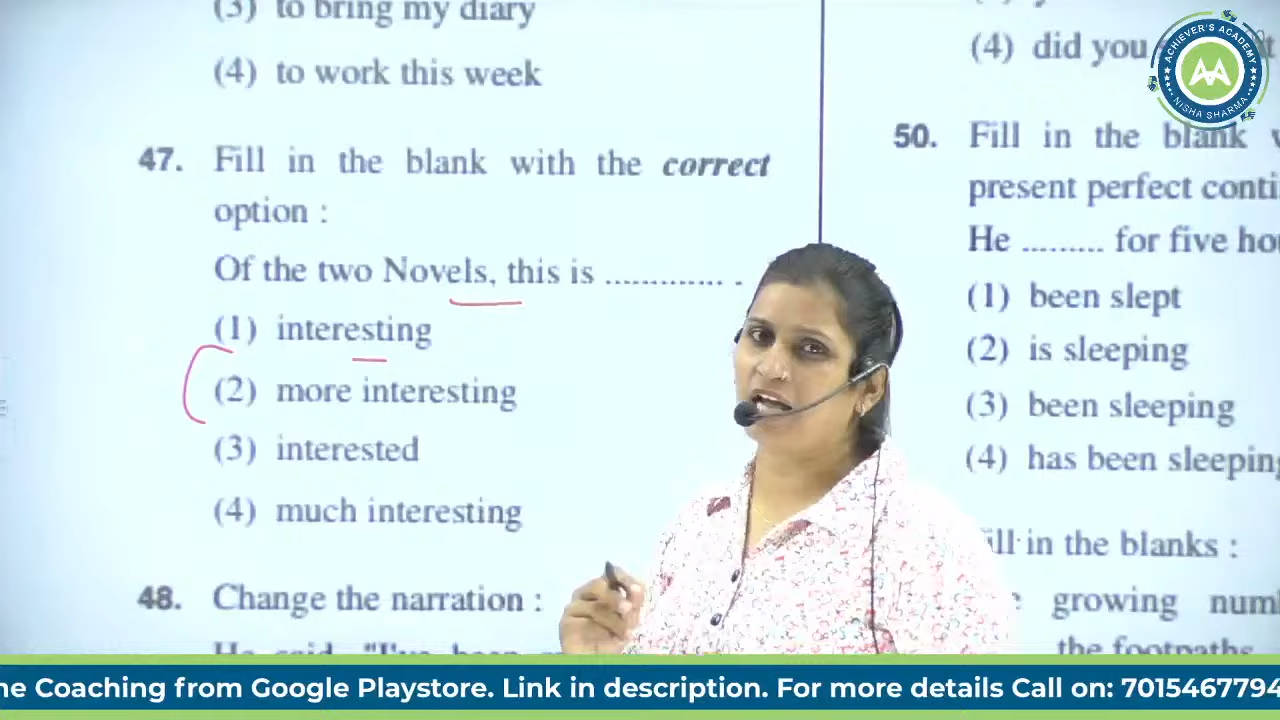 (3) to bring my diary
(4) to work this week
47. Fill in the blank with the correct
option :
Of the two Novels, this is ............. .
(1) interesting
(2) more interesting
(3) interested
(4) much interesting
48. Change the narration :
(4) did you
50. Fill in the blank
present perfect conti
He ......... for five ho
(1) been slept
(2) is sleeping
(3) been sleeping
(4) has been sleeping
ill in the blanks :
growing num
the footpaths
ACHIEVER'S ACADEMY
NISHA SHARMA
ne Coaching from Google Playstore. Link in description. For more details Call on: 7015467794